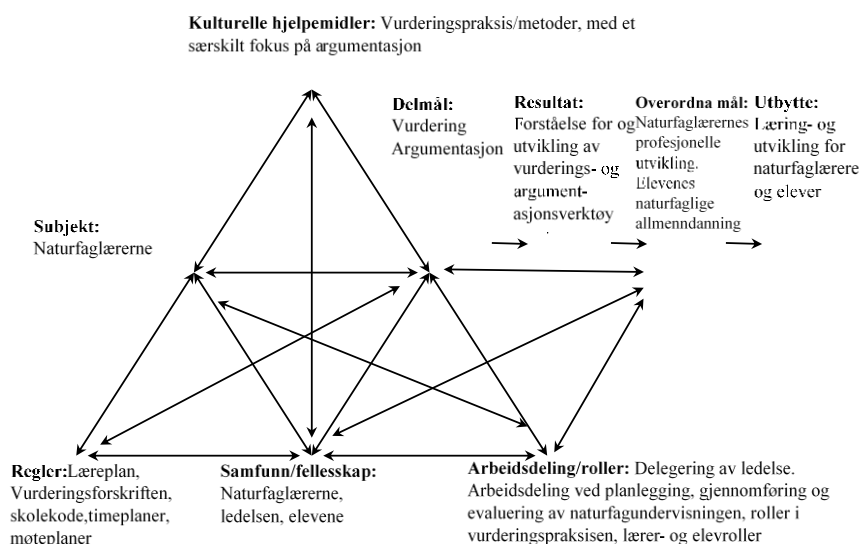 Kulturelle hjelpemidler: Vurderingspraksis/metoder, med et
særskilt fokus på argumentasjon
Delmål:
Vurdering
Argumentasjon
Resultat:
Forståelse for og
utvikling av
vurderings- og
argument-
asjonsverktøy
Overordna mål:
Naturfaglærernes
profesjonelle
utvikling.
Elevenes
naturfaglige
allmenndanning
Utbytte:
Læring- og
utvikling for
naturfaglærere
og elever
Subjekt:
Naturfaglærerne
Regler:Læreplan,
Vurderingsforskriften,
skolekode,timeplaner,
møteplaner
Samfunn/fellesskap:
Naturfaglærerne,
ledelsen, elevene
Arbeidsdeling/roller: Delegering av ledelse.
Arbeidsdeling ved planlegging, gjennomføring og
evaluering av naturfagundervisningen, roller i
vurderingspraksisen, lærer- og elevroller